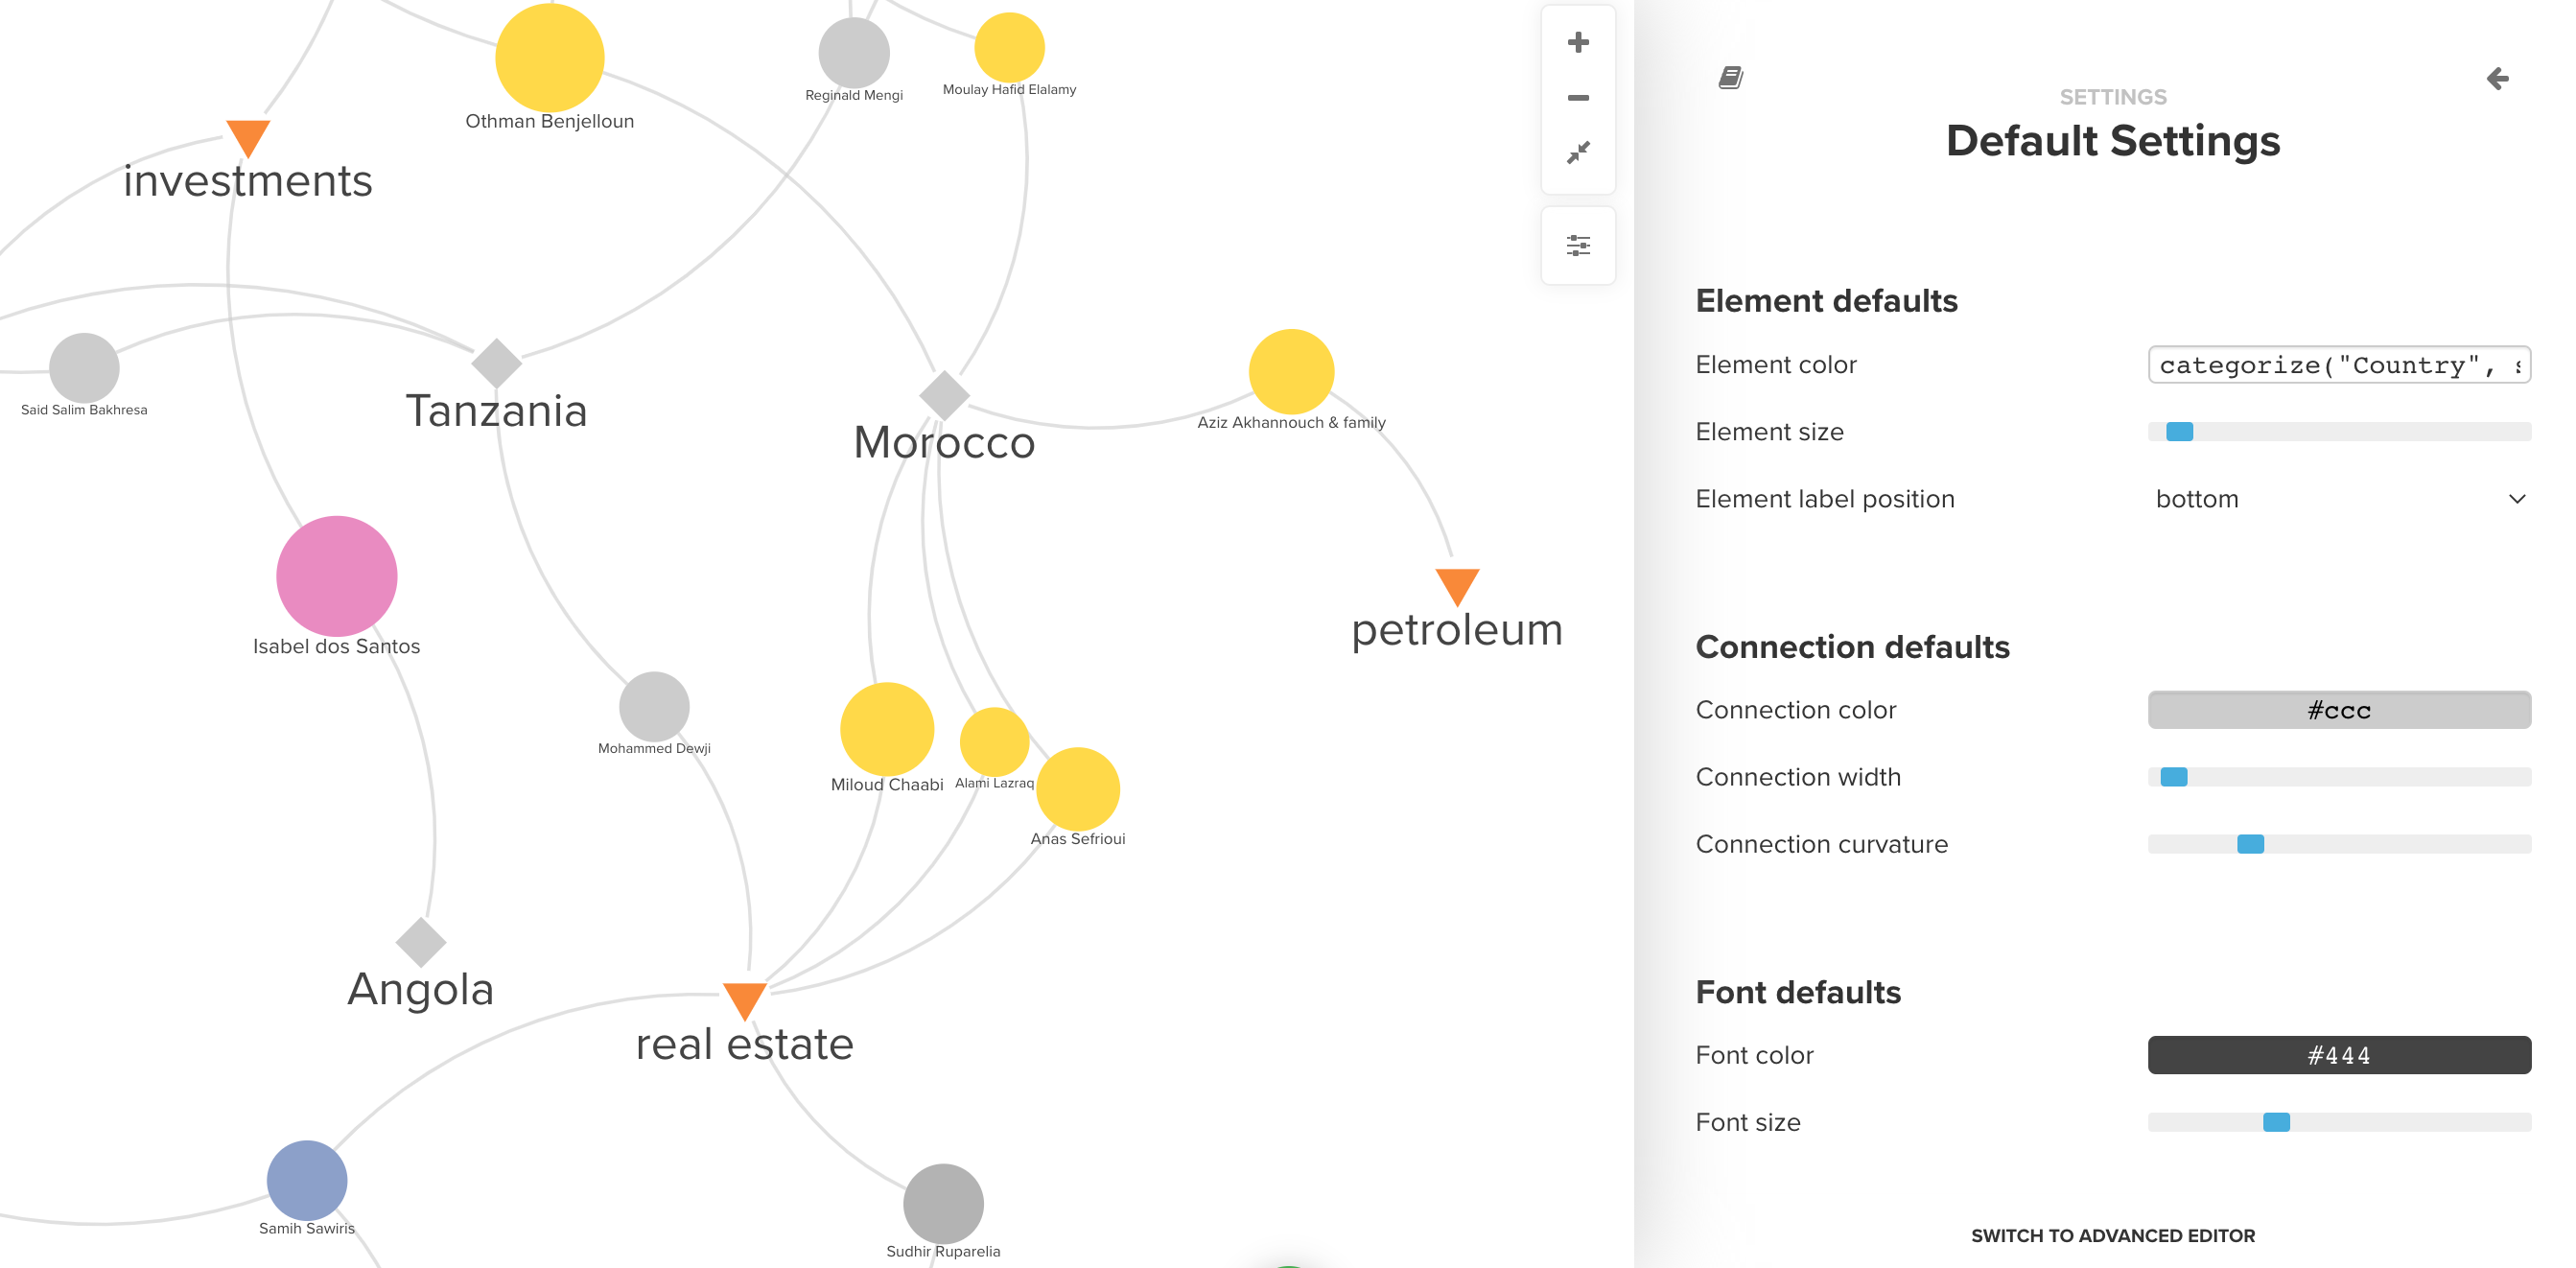 Reginald Mengi
Moulay Hafid Elalamy
Othman Benjelloun
investments
Said Salim Bakhresa
Tanzania
Morocco
Aziz Akhannouch & family
petroleum
Isabel dos Santos
Mohammed Dewji
Miloud Chaabi
Alami Lazraq
Anas Sefrioui
Angola
real estate
Samih Sawiris
Sudhir Ruparelia
SETTINGS
Default Settings
Element defaults
Element color
categorize("Country",
Element size
Element label position
bottom
Connection defaults
Connection color
#ccc
Connection width
Connection curvature
Font defaults
Font color
#444
Font size
SWITCH TO ADVANCED EDITOR